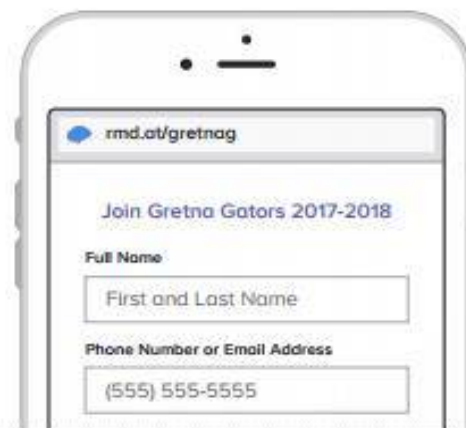 rmd.at/gretnag
Join Gretna Gators 2017-2018
Full Name
First and Last Name
Phone Number or Email Address
(555) 555-5555